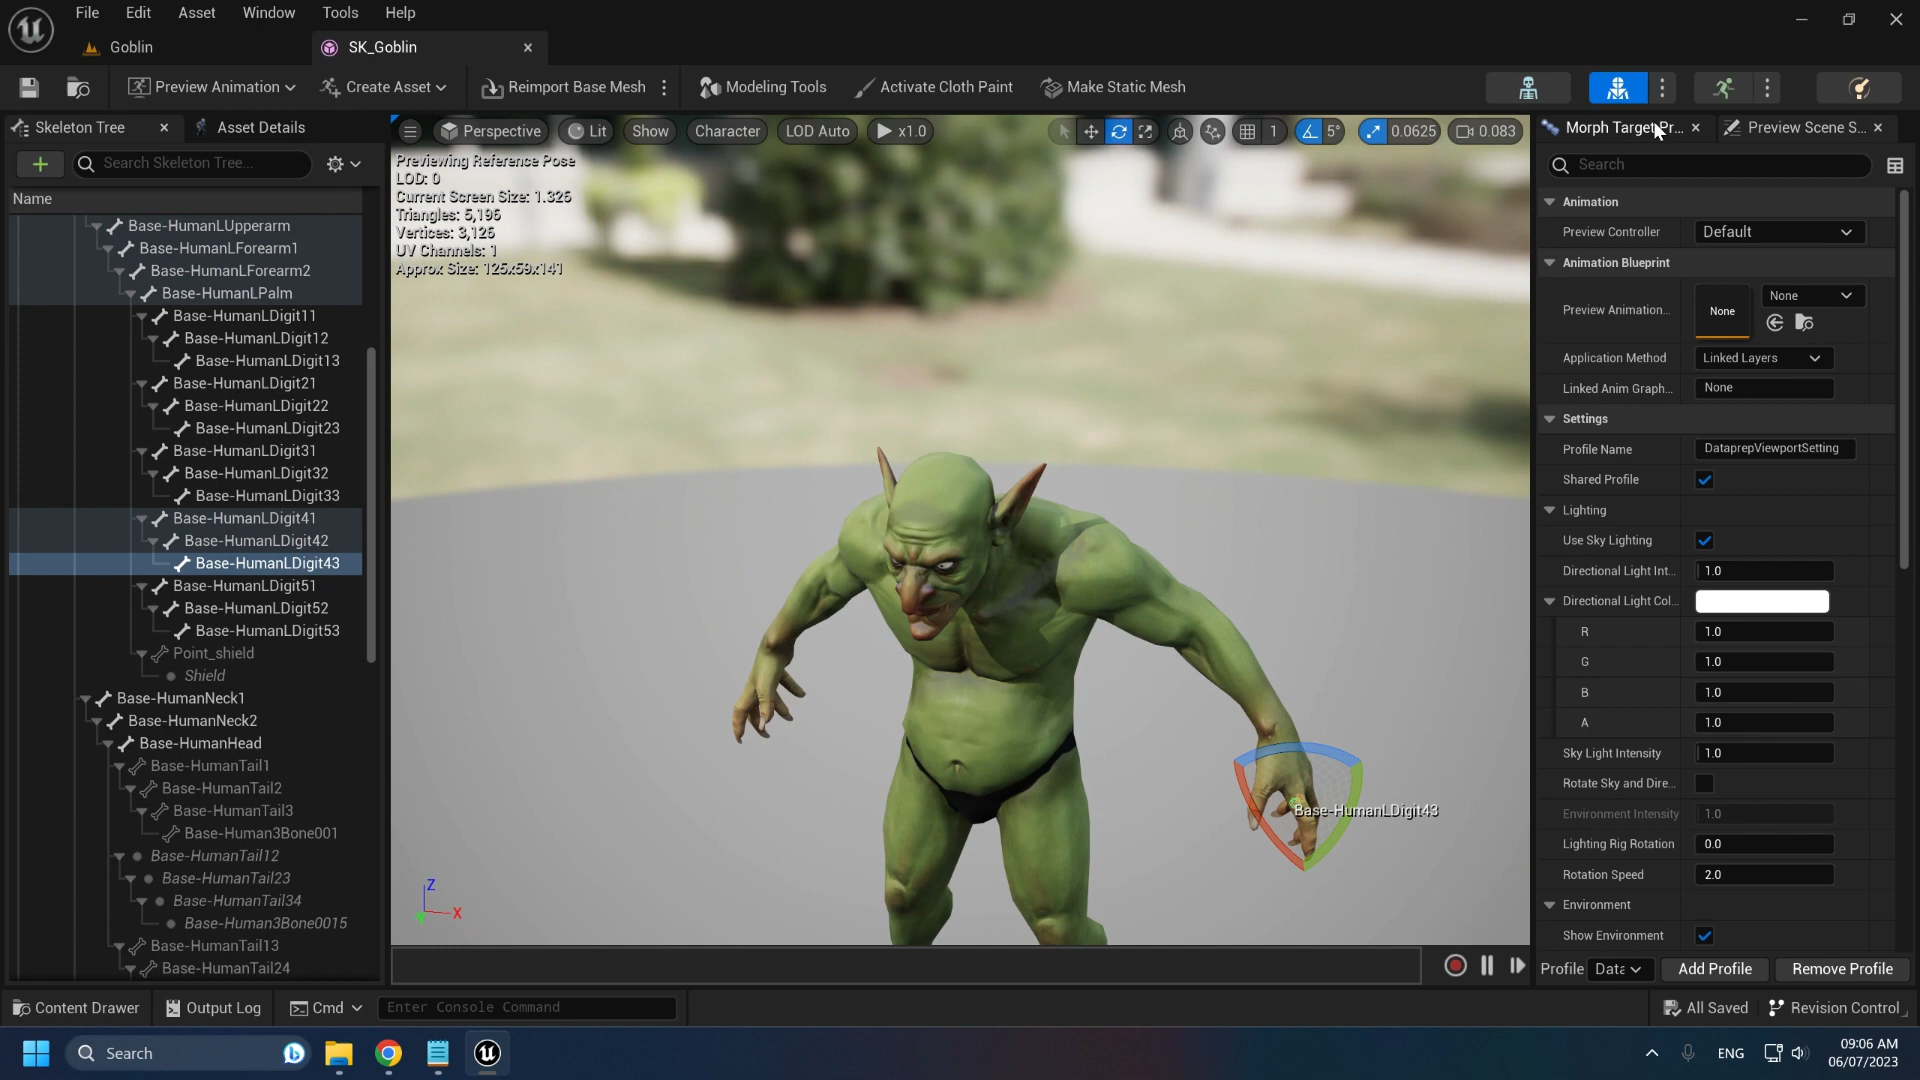 File Edit Asset Window Tools Help
Goblin SK_Goblin
Preview Animation Create Asset Reimport Base Mesh Modeling Tools Activate Cloth Paint Make Static Mesh
Skeleton Tree Asset Details
Search Skeleton Tree...
Name
Base-HumanLUpperarm
Base-HumanLForearm1
Base-HumanLForearm2
Base-HumanLPalm
Base-HumanLDigit11
Base-HumanLDigit12
Base-HumanLDigit13
Base-HumanLDigit21
Base-HumanLDigit22
Base-HumanLDigit23
Base-HumanLDigit31
Base-HumanLDigit32
Base-HumanLDigit33
Base-HumanLDigit41
Base-HumanLDigit42
Base-HumanLDigit43
Base-HumanLDigit51
Base-HumanLDigit52
Base-HumanLDigit53
Point_shield
Shield
Base-HumanNeck1
Base-HumanNeck2
Base-HumanHead
Base-HumanTail1
Base-HumanTail2
Base-HumanTail3
Base-Human3Bone001
Base-HumanTail12
Base-HumanTail23
Base-HumanTail34
Base-Human3Bone0015
Base-HumanTail13
Base-HumanTail24
Perspective Lit Show Character LOD Auto x1.0 1 5° 0.0625 0.083
Previewing Reference Pose
LOD: 0
Current Screen Size: 1.326
Triangles: 5,196
Vertices: 3,126
UV Channels: 1
Approx Size: 125x59x141
Base-HumanLDigit43
Z
X
Y
Morph Target Pr... Preview Scene S...
Search
Animation
Preview Controller Default
Animation Blueprint
Preview Animation... None None
Application Method Linked Layers
Linked Anim Graph... None
Settings
Profile Name DataprepViewportSetting
Shared Profile
Lighting
Use Sky Lighting
Directional Light Int... 1.0
Directional Light Col...
R 1.0
G 1.0
B 1.0
A 1.0
Sky Light Intensity 1.0
Rotate Sky and Dire...
Environment Intensity 1.0
Lighting Rig Rotation 0.0
Rotation Speed 2.0
Environment
Show Environment
Profile Data Add Profile Remove Profile
Content Drawer Output Log Cmd Enter Console Command All Saved Revision Control
Search ENG 09:06 AM
06/07/2023